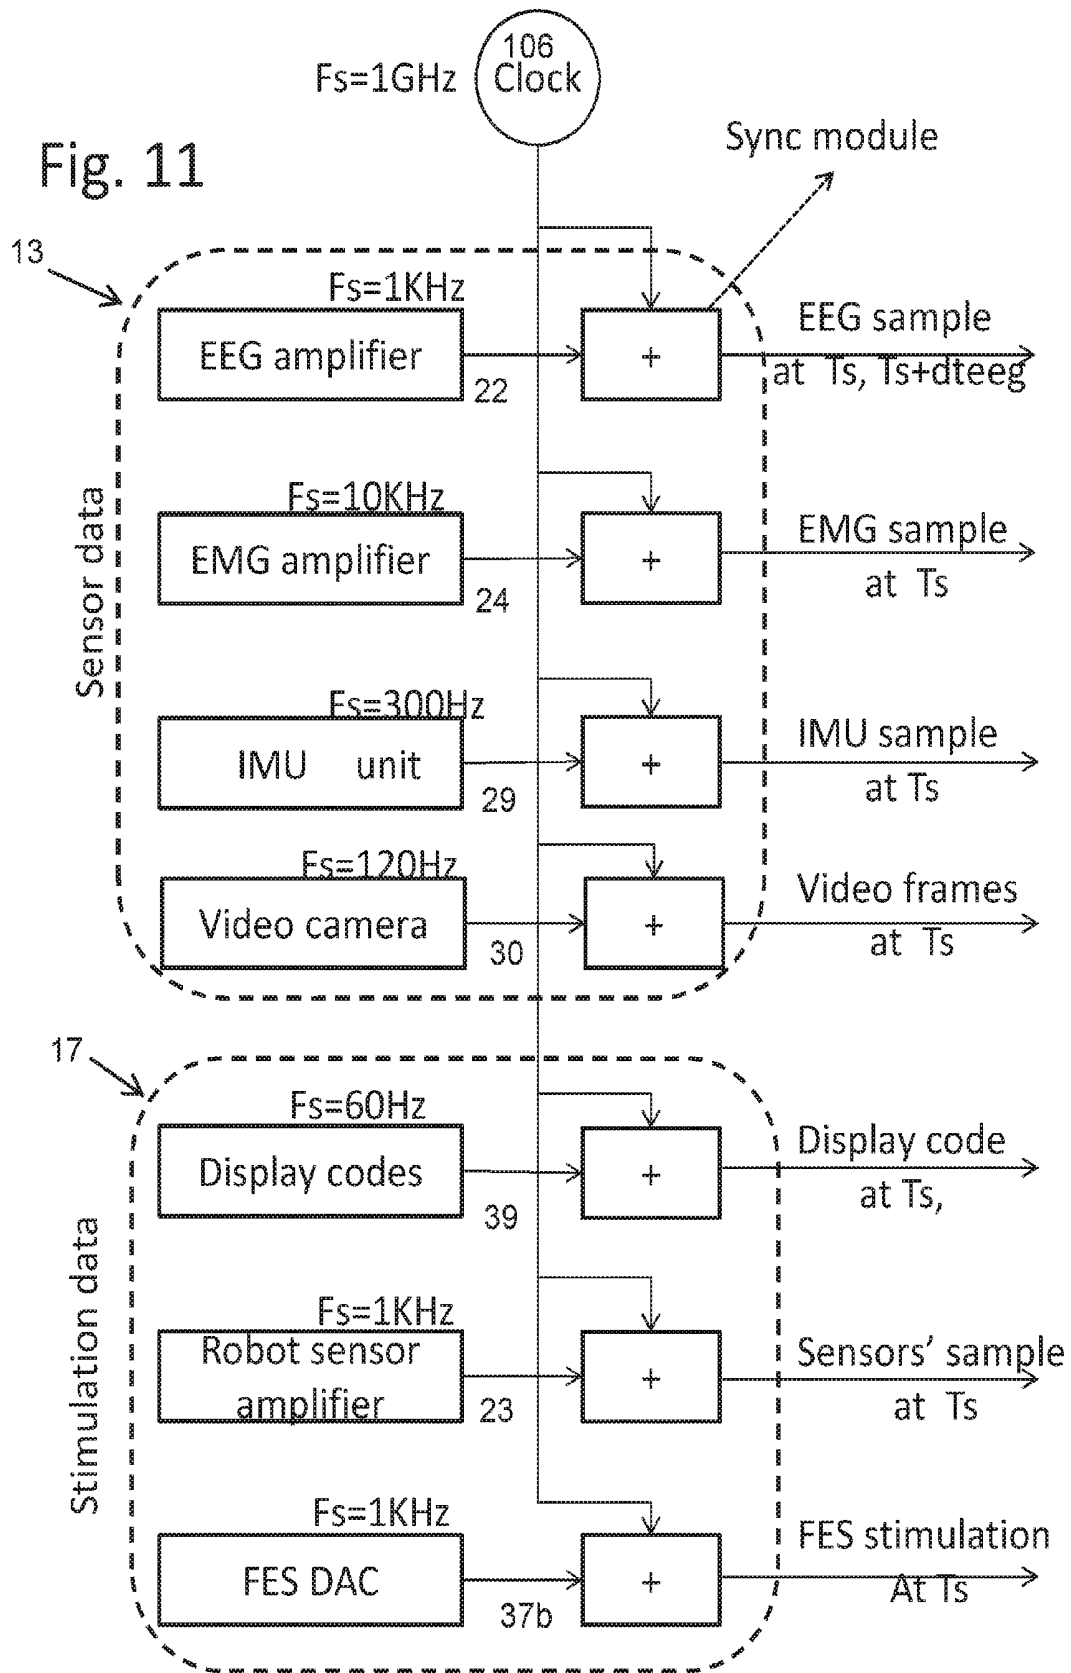 106
Fs=1GHz Clock
Sync module
Fig. 11
13
Fs=1KHz
EEG amplifier
+
EEG sample
at Ts, Ts+dteeg
22
Fs=10KHz
EMG amplifier
+
EMG sample
at Ts
24
Sensor data
Fs=300Hz
IMU unit
+
IMU sample
at Ts
29
Fs=120Hz
Video camera
+
Video frames
at Ts
30
17
Fs=60Hz
Display codes
+
Display code
at Ts,
39
Stimulation data
Fs=1KHz
Robot sensor
amplifier
+
Sensors' sample
at Ts
23
Fs=1KHz
FES DAC
+
FES stimulation
At Ts
37b